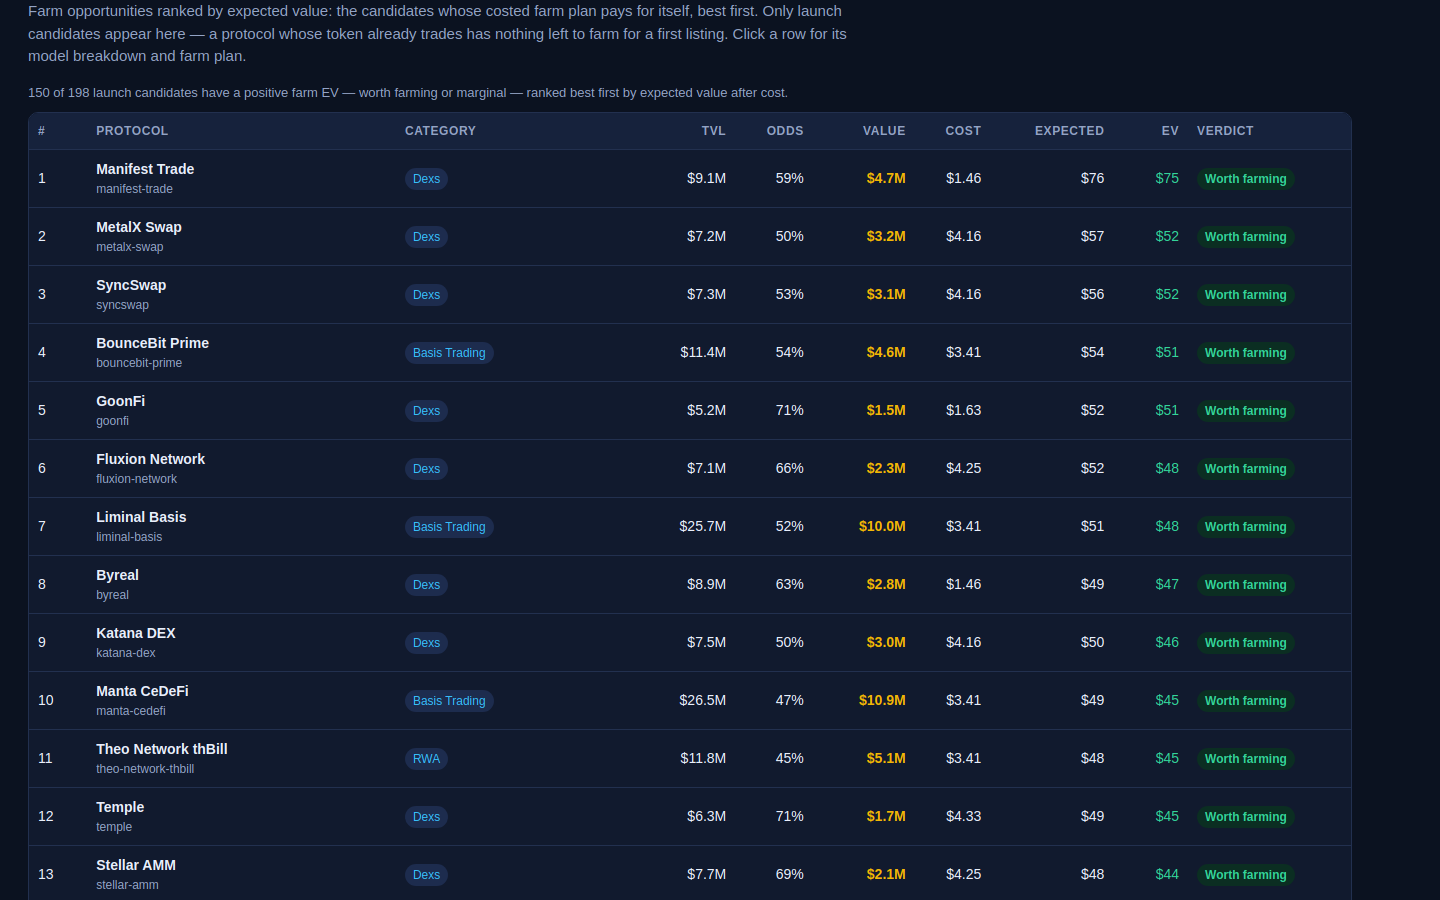 Farm opportunities ranked by expected value: the candidates whose costed farm plan pays for itself, best first. Only launch
candidates appear here — a protocol whose token already trades has nothing left to farm for a first listing. Click a row for its
model breakdown and farm plan.
150 of 198 launch candidates have a positive farm EV — worth farming or marginal — ranked best first by expected value after cost.
# PROTOCOL CATEGORY TVL ODDS VALUE COST EXPECTED EV VERDICT
1 Manifest Trade Dexs $9.1M 59% $4.7M $1.46 $76 $75 Worth farming
manifest-trade
2 MetalX Swap Dexs $7.2M 50% $3.2M $4.16 $57 $52 Worth farming
metalx-swap
3 SyncSwap Dexs $7.3M 53% $3.1M $4.16 $56 $52 Worth farming
syncswap
4 BounceBit Prime Basis Trading $11.4M 54% $4.6M $3.41 $54 $51 Worth farming
bouncebit-prime
5 GoonFi Dexs $5.2M 71% $1.5M $1.63 $52 $51 Worth farming
goonfi
6 Fluxion Network Dexs $7.1M 66% $2.3M $4.25 $52 $48 Worth farming
fluxion-network
7 Liminal Basis Basis Trading $25.7M 52% $10.0M $3.41 $51 $48 Worth farming
liminal-basis
8 Byreal Dexs $8.9M 63% $2.8M $1.46 $49 $47 Worth farming
byreal
9 Katana DEX Dexs $7.5M 50% $3.0M $4.16 $50 $46 Worth farming
katana-dex
10 Manta CeDeFi Basis Trading $26.5M 47% $10.9M $3.41 $49 $45 Worth farming
manta-cedefi
11 Theo Network thBill RWA $11.8M 45% $5.1M $3.41 $48 $45 Worth farming
theo-network-thbill
12 Temple Dexs $6.3M 71% $1.7M $4.33 $49 $45 Worth farming
temple
13 Stellar AMM Dexs $7.7M 69% $2.1M $4.25 $48 $44 Worth farming
stellar-amm